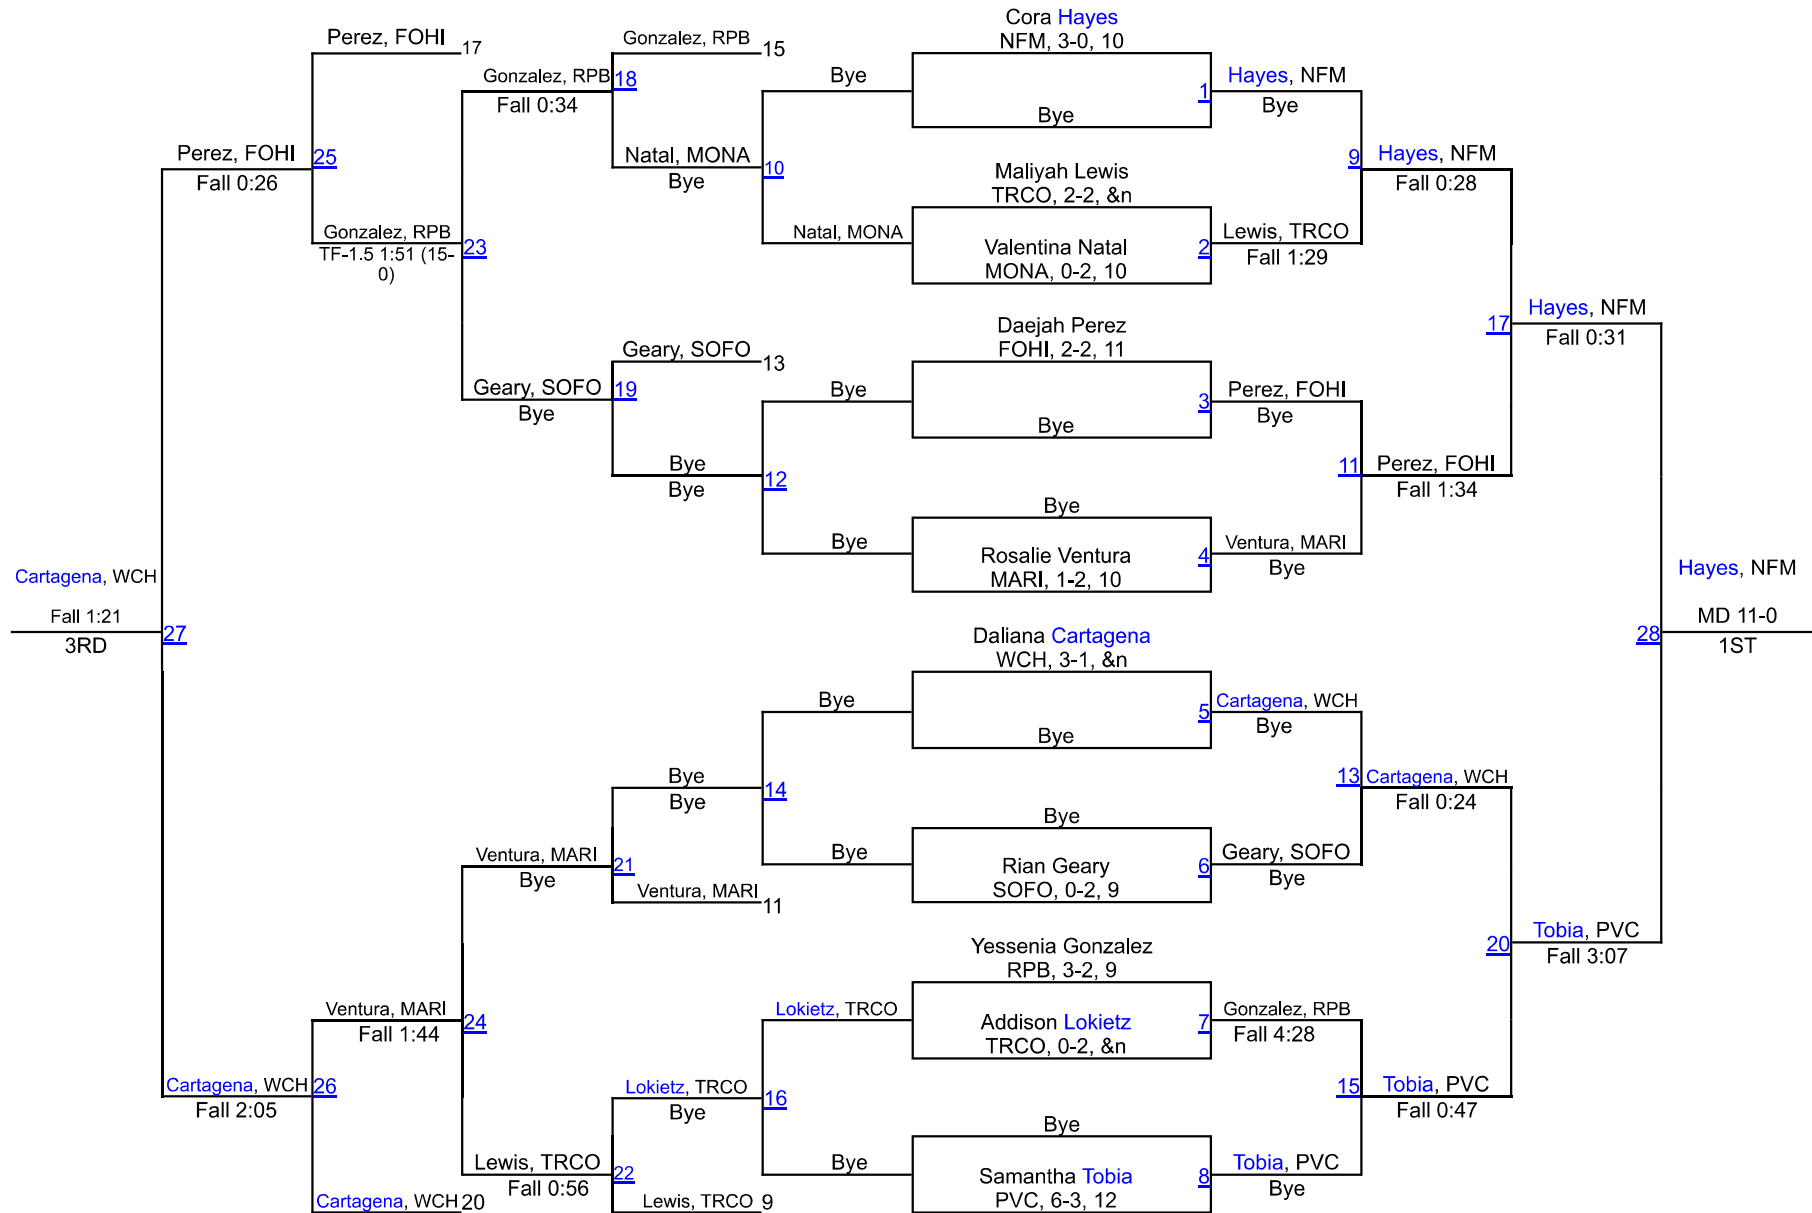 Cora Hayes
NFM, 3-0, 10
Bye
1
Hayes, NFM
Bye
Maliyah Lewis
TRCO, 2-2, &n
Valentina Natal
MONA, 0-2, 10
2
Lewis, TRCO
Fall 1:29
Daejah Perez
FOHI, 2-2, 11
Bye
3
Perez, FOHI
Bye
Bye
Rosalie Ventura
MARI, 1-2, 10
4
Ventura, MARI
Bye
Daliana Cartagena
WCH, 3-1, &n
Bye
5
Cartagena, WCH
Bye
Bye
Rian Geary
SOFO, 0-2, 9
6
Geary, SOFO
Bye
Yessenia Gonzalez
RPB, 3-2, 9
Addison Lokietz
TRCO, 0-2, &n
7
Gonzalez, RPB
Fall 4:28
Bye
Samantha Tobia
PVC, 6-3, 12
8
Tobia, PVC
Bye
9
Hayes, NFM
Fall 0:28
11
Perez, FOHI
Fall 1:34
13
Cartagena, WCH
Fall 0:24
15
Tobia, PVC
Fall 0:47
17
Hayes, NFM
Fall 0:31
20
Tobia, PVC
Fall 3:07
28
Hayes, NFM
MD 11-0
1ST
Bye
Natal, MONA
10
Natal, MONA
Bye
Bye
Bye
12
Bye
Bye
Bye
Bye
14
Bye
Bye
Lokietz, TRCO
Bye
16
Lokietz, TRCO
Bye
Gonzalez, RPB
15
18
Gonzalez, RPB
Fall 0:34
Geary, SOFO
13
19
Geary, SOFO
Bye
Ventura, MARI
11
21
Ventura, MARI
Bye
Lewis, TRCO
9
22
Lewis, TRCO
Fall 0:56
23
Gonzalez, RPB
TF-1.5 1:51 (15-
0)
24
Ventura, MARI
Fall 1:44
Perez, FOHI
17
25
Perez, FOHI
Fall 0:26
Cartagena, WCH
20
26
Cartagena, WCH
Fall 2:05
27
Cartagena, WCH
Fall 1:21
3RD